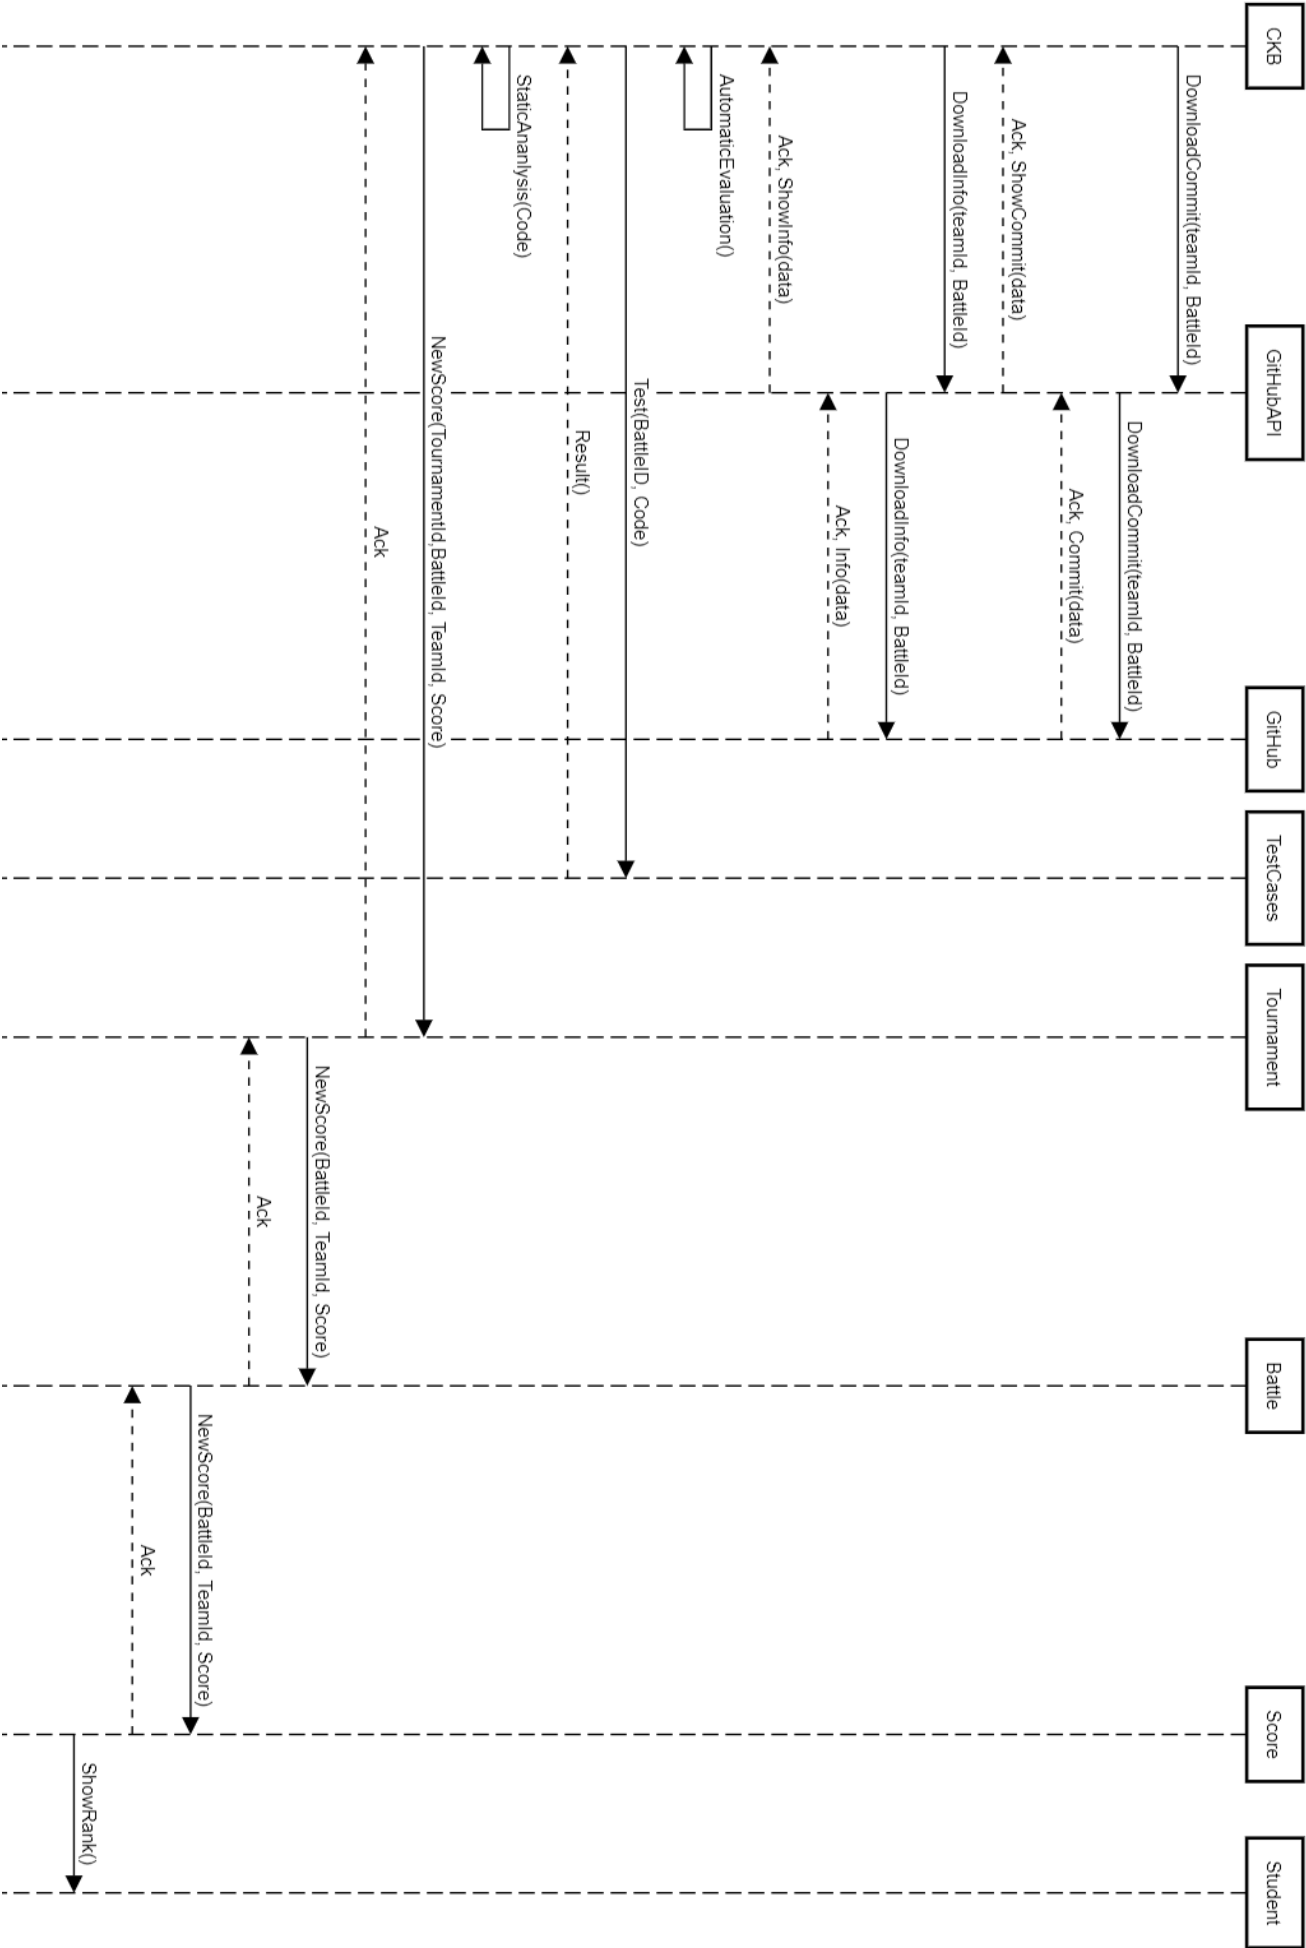 CKB
GitHubAPI
GitHub
TestCases
Tournament
Battle
Score
Student
DownloadCommit(teamId, BattleId)
DownloadCommit(teamId, BattleId)
Ack, Commit(data)
Ack, ShowCommit(data)
DownloadInfo(teamId, BattleId)
DownloadInfo(teamId, BattleId)
Ack, Info(data)
Ack, ShowInfo(data)
AutomaticEvaluation()
Test(BattleID, Code)
Result()
StaticAnanlysis(Code)
NewScore(TournamentId,BattleId, TeamId, Score)
Ack
NewScore(BattleId, TeamId, Score)
Ack
NewScore(BattleId, TeamId, Score)
Ack
ShowRank()